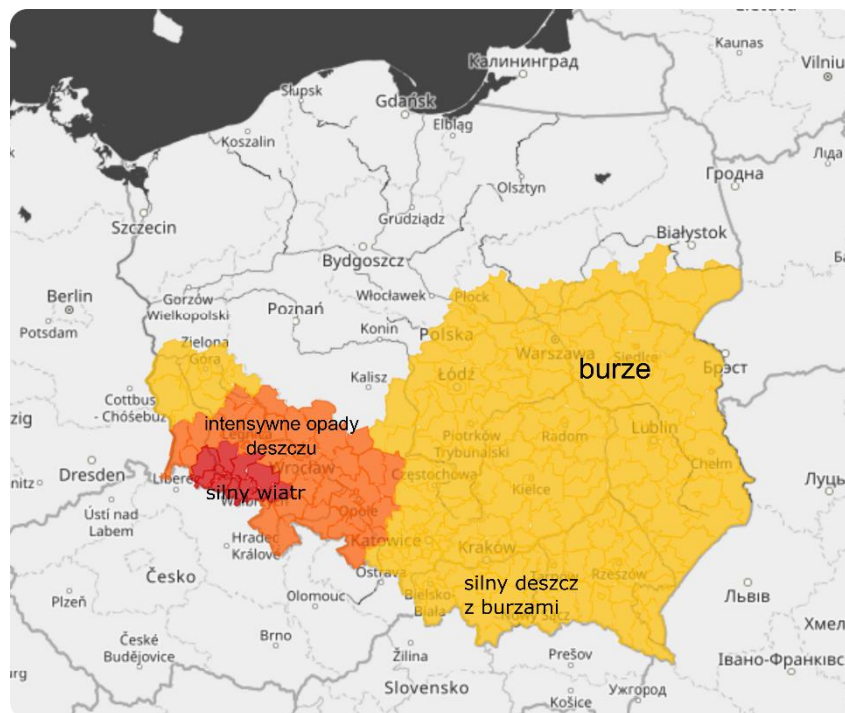 Kaunas
Калининград
Vilniu
Słupsk
Gdańsk
Elbląg
Koszalin
Ліда
Гродна
Olsztyn
Szczecin
Grudziądz
Białystok
Bydgoszcz
Berlin
Gorzów
Wielkopolski
Włocławek
Płock
Potsdam
Poznań
Konin
Polska
Zielona
Góra
Warszawa
Siedlce
burze
Брэст
Kalisz
Łódź
Cottbus
- Chóśebuz
zig
intensywne opady
deszczu
Legnica
Piotrków
Trybunalski
Radom
Lublin
Chełm
Dresden
Wrocław
Częstochowa
silny wiatr
Kielce
Луць
Ústí nad
Labem
Opole
Hradec
Králové
Katowice
Kraków
Česko
Ostrava
silny deszcz
z burzami
Rzeszów
Plzeň
Olomouc
Bielsko-
Biała
Nowy Sącz
Львів
České
Budějovice
Brno
Žilina
Prešov
Хмел
Івано-Франківс
Slovensko
Košice
Ужгород